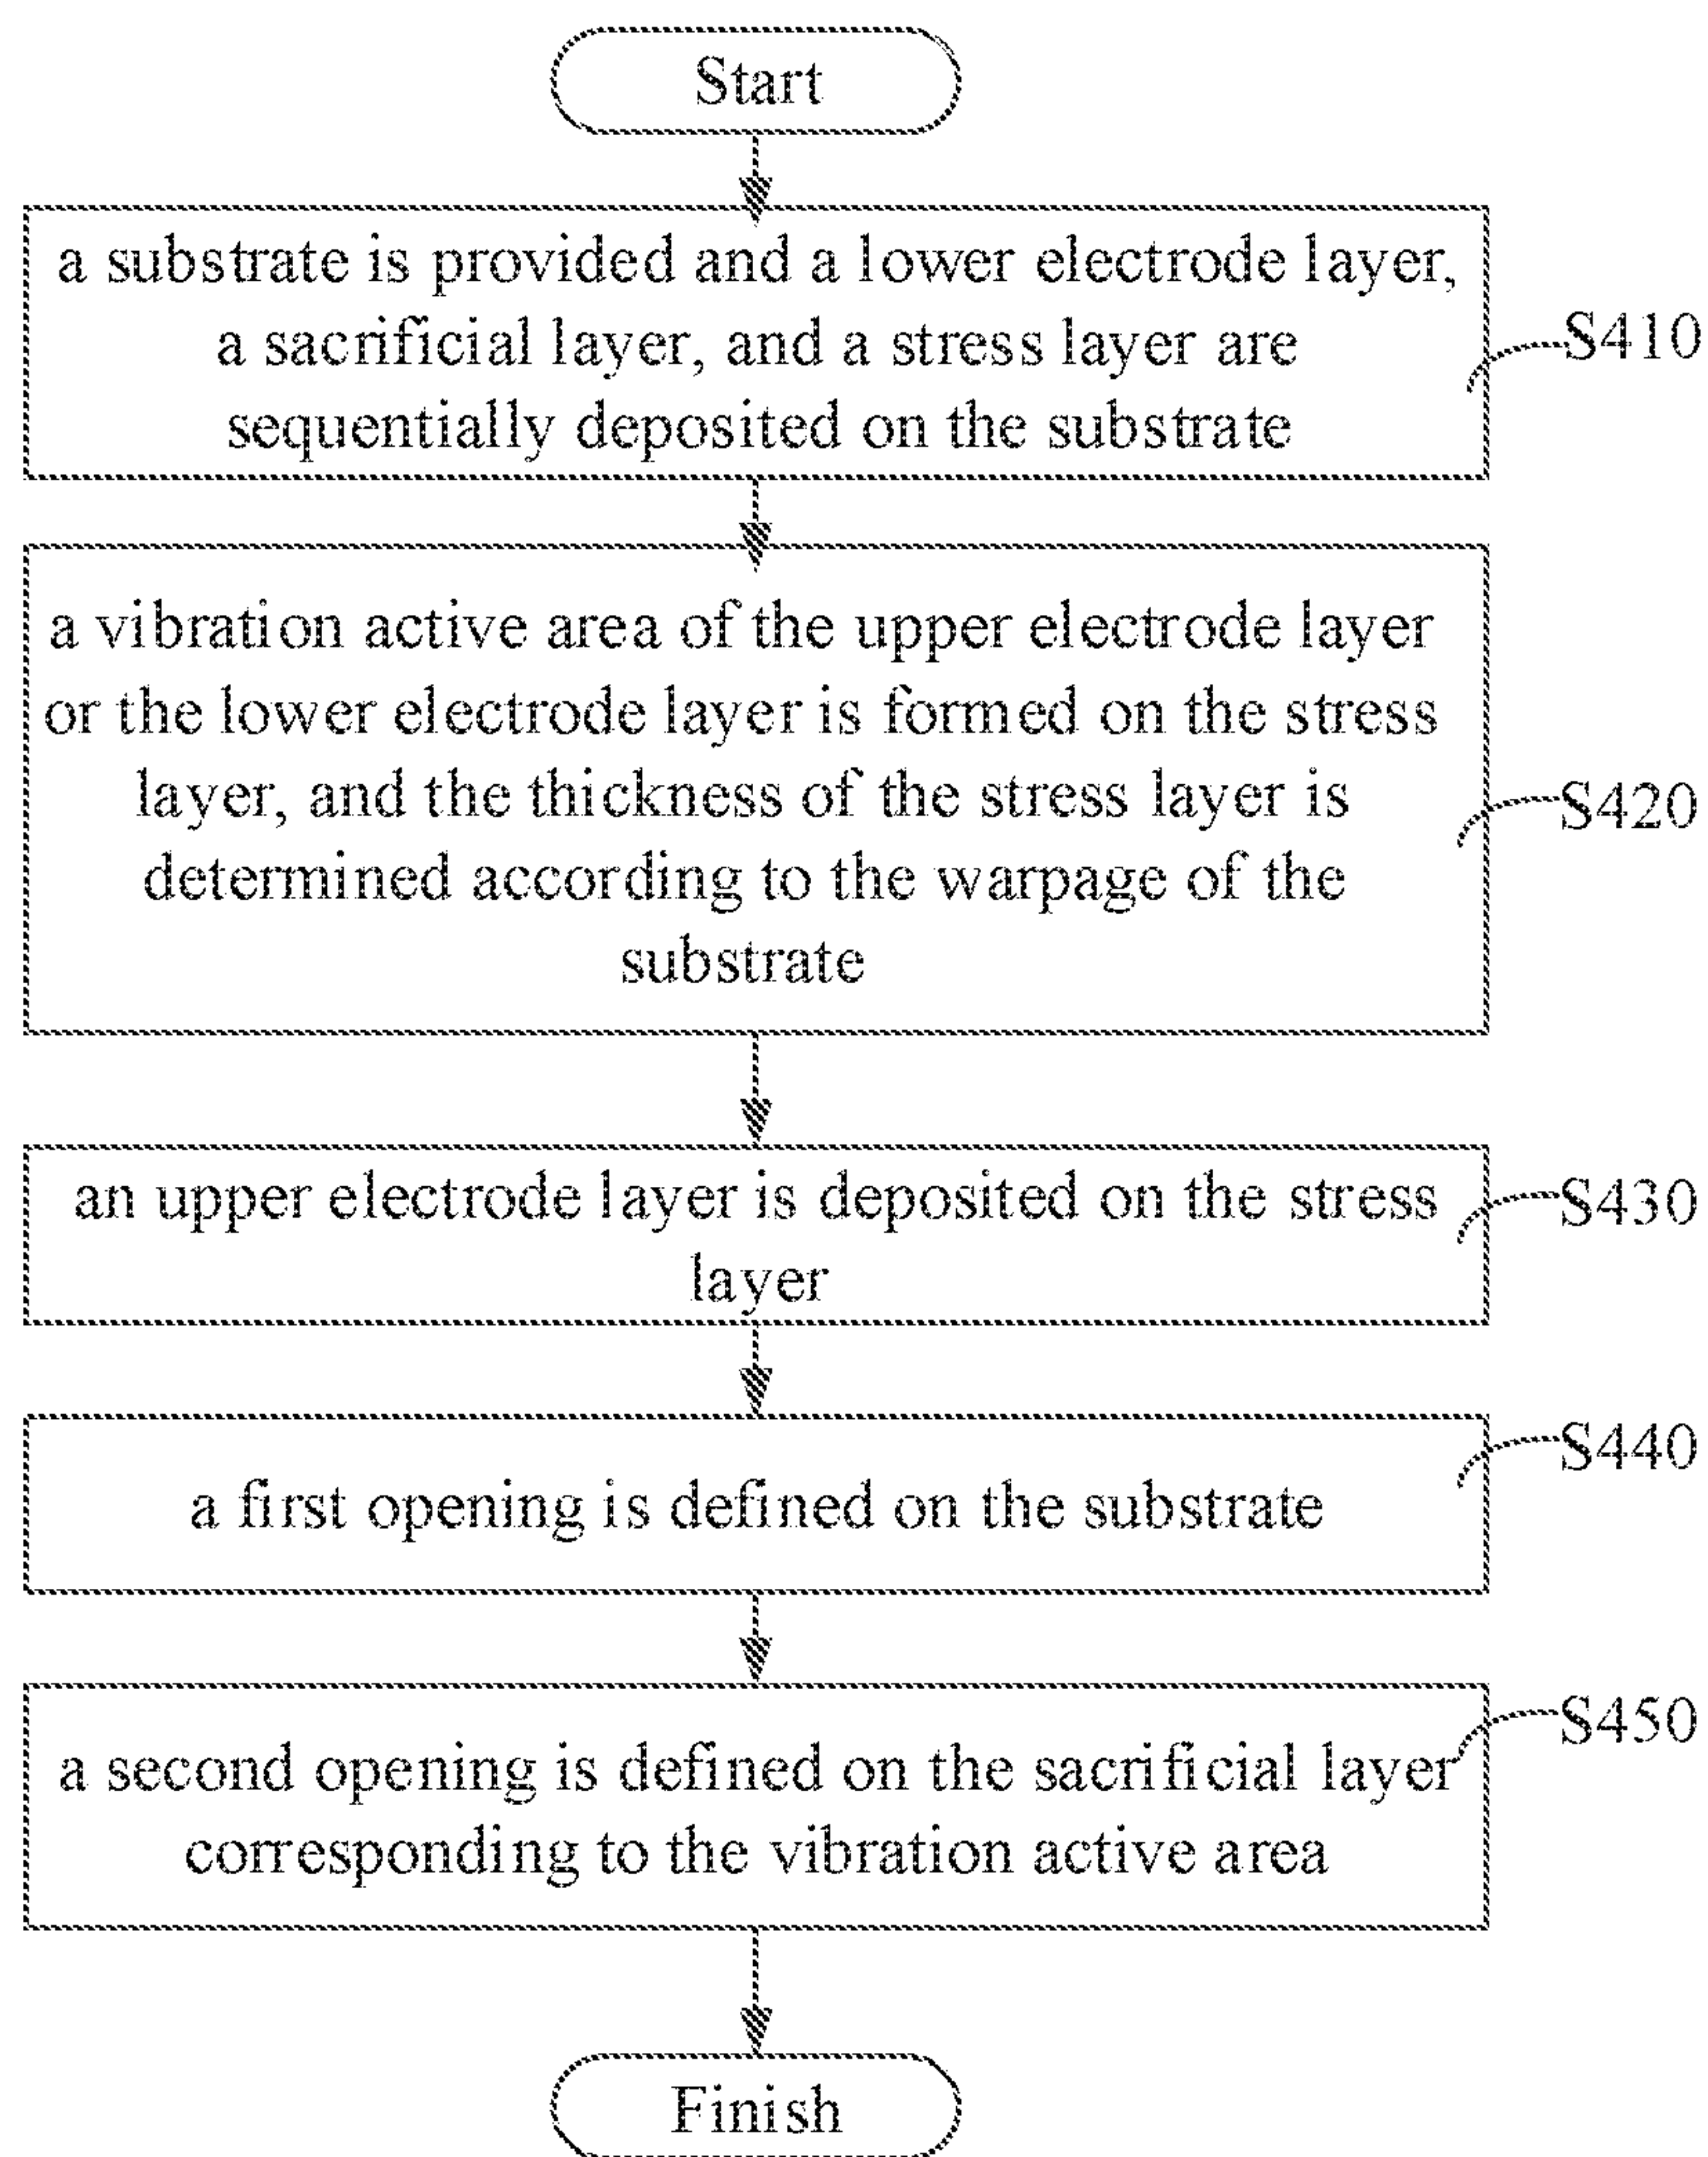 Start
a substrate is provided and a lower electrode layer,
a sacrificial layer, and a stress layer are
sequentially deposited on the substrate
S410
a vibration active area of the upper electrode layer
or the lower electrode layer is formed on the stress
layer, and the thickness of the stress layer is
determined according to the warpage of the
substrate
S420
an upper electrode layer is deposited on the stress
layer
S430
a first opening is defined on the substrate
S440
a second opening is defined on the sacrificial layer
corresponding to the vibration active area
S450
Finish